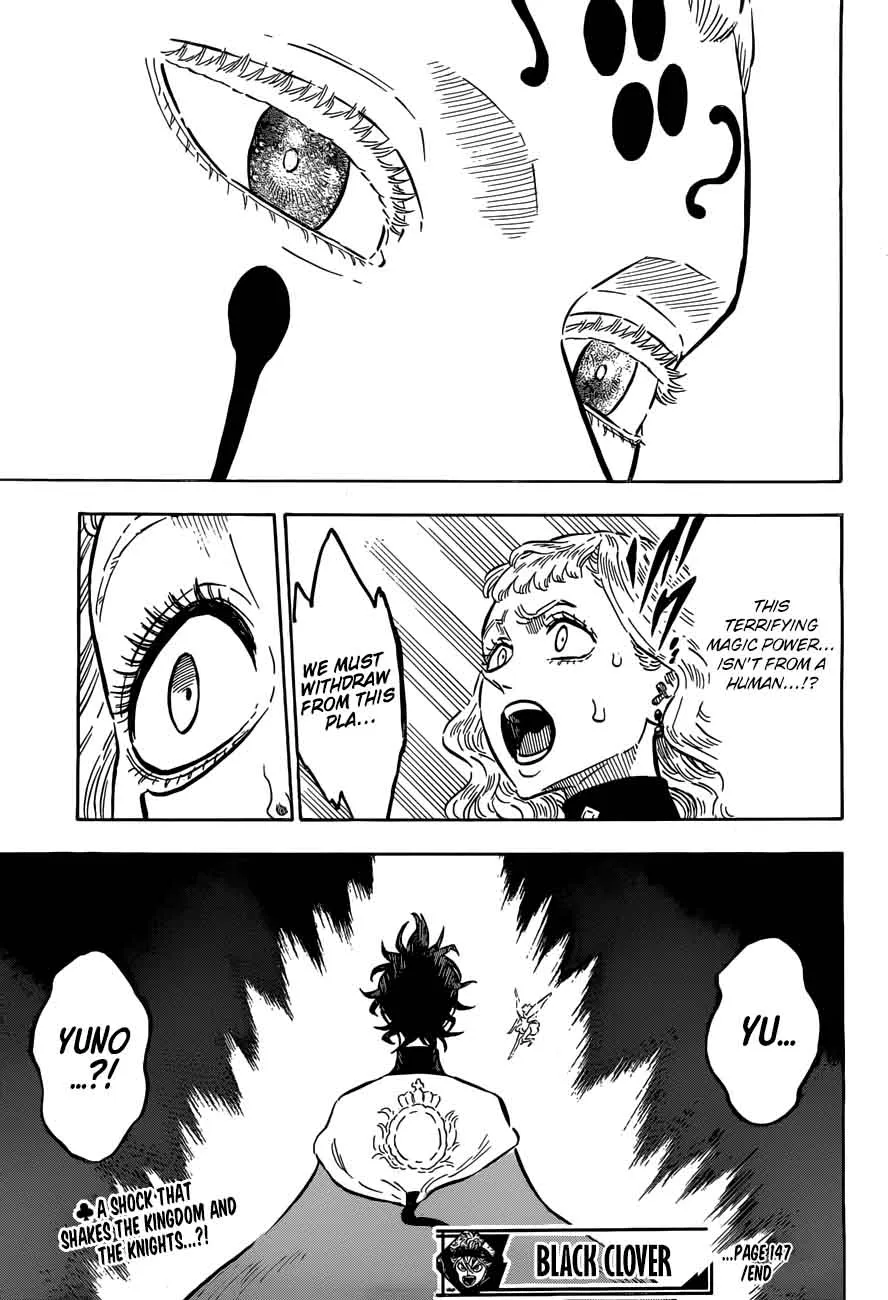 THIS
TERRIFYING
MAGIC POWER...
ISN'T FROM A
HUMAN...!?
WE MUST
WITHDRAW
FROM THIS
PLA...
YU...
YUNO
...?!
♣A SHOCK THAT
SHAKES THE KINGDOM AND
THE KNIGHTS...?!
BLACK CLOVER
...PAGE 147
/END